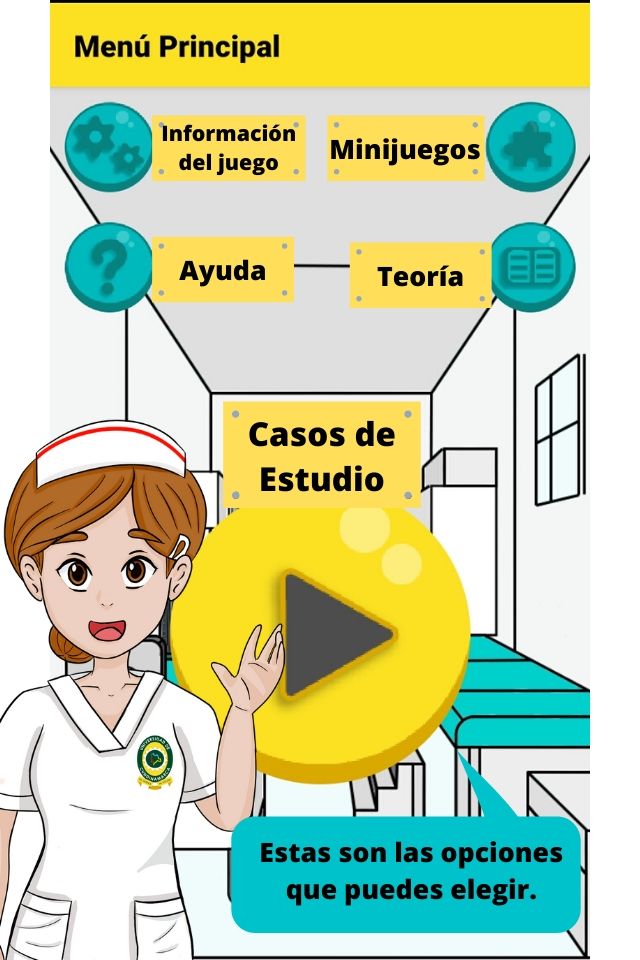 Menú Principal
Información
del juego
Minijuegos
Ayuda
Teoría
Casos de
Estudio
Estas son las opciones
que puedes elegir.